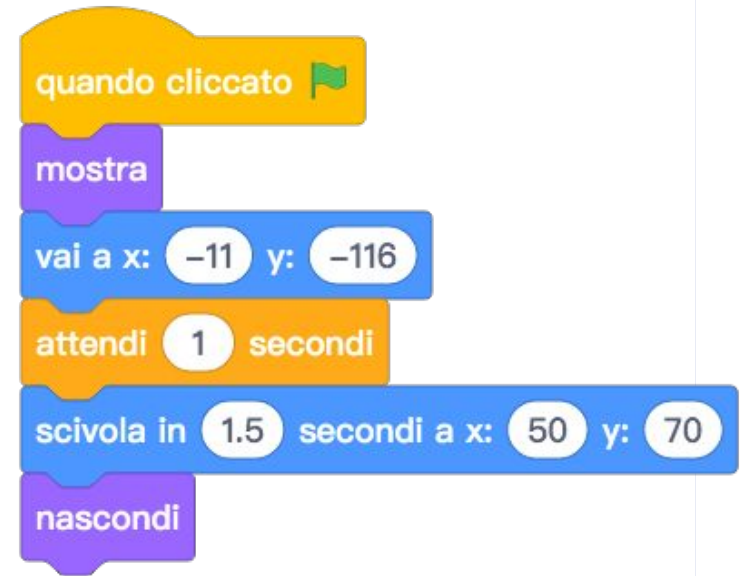 quando cliccato
mostra
vai a x: –11 y: –116
attendi 1 secondi
scivola in 1.5 secondi a x: 50 y: 70
nascondi